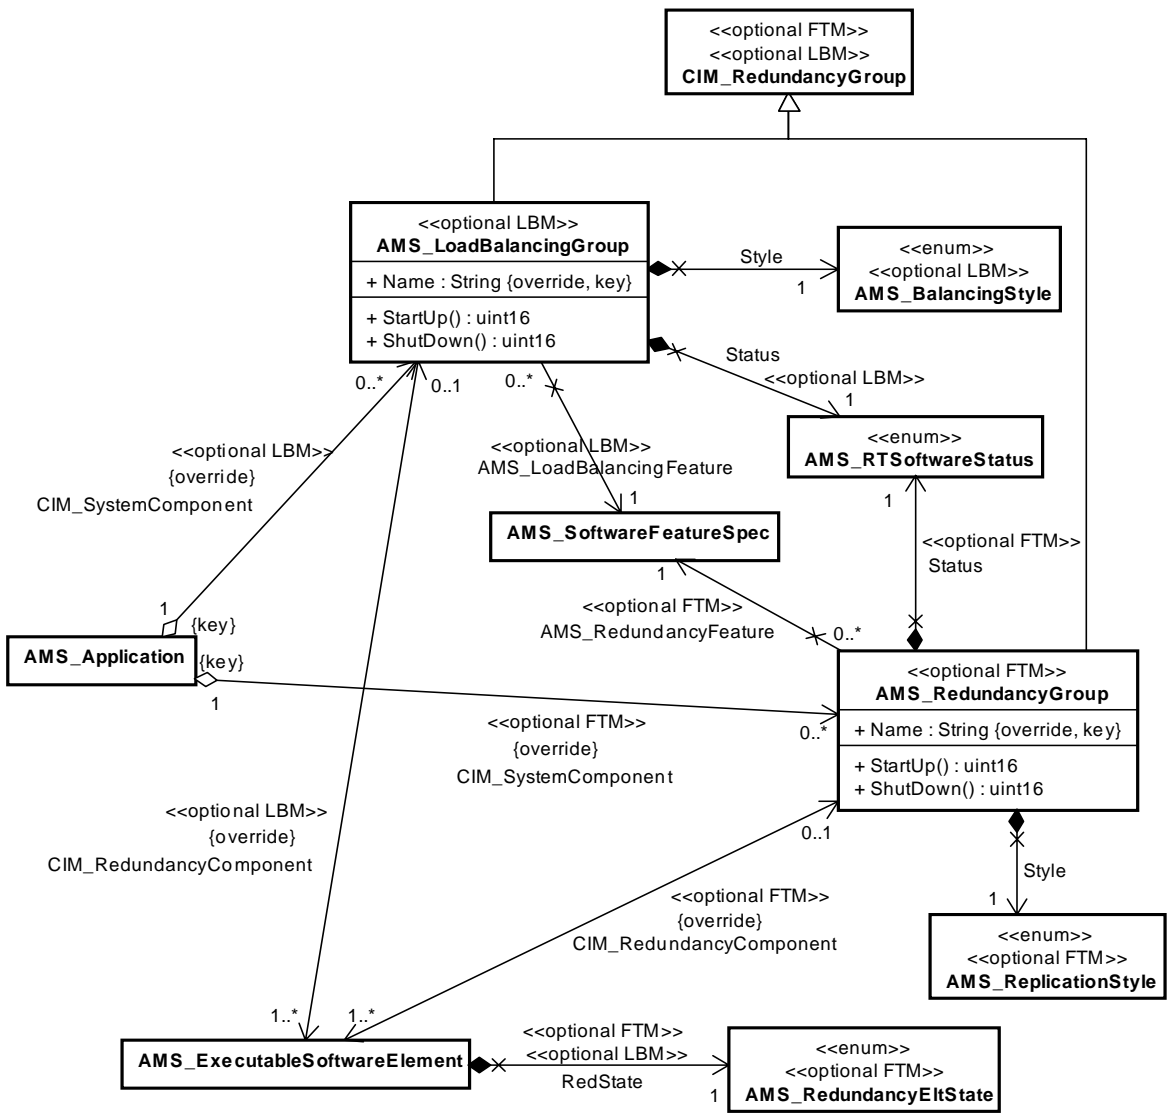 <<optional FTM>>
<<optional LBM>>
CIM_RedundancyGroup
<<optional LBM>>
AMS_LoadBalancingGroup
+ Name : String {override, key}
+ StartUp() : uint16
+ ShutDown() : uint16
Style
1
<<enum>>
<<optional LBM>>
AMS_BalancingStyle
Status
<<optional LBM>>
1
<<enum>>
AMS_RTSoftwareStatus
0..*
0..1
0..*
<<optional LBM>>
{override}
CIM_SystemComponent
<<optional LBM>>
AMS_LoadBalancingFeature
1
1
AMS_SoftwareFeatureSpec
1
<<optional FTM>>
Status
<<optional FTM>>
AMS_RedundancyFeature
0..*
1
{key}
AMS_Application
{key}
1
<<optional FTM>>
AMS_RedundancyGroup
+ Name : String {override, key}
+ StartUp() : uint16
+ ShutDown() : uint16
<<optional FTM>>
{override}
CIM_SystemComponent
0..*
<<optional LBM>>
{override}
CIM_RedundancyComponent
0..1
Style
1
<<optional FTM>>
{override}
CIM_RedundancyComponent
<<enum>>
<<optional FTM>>
AMS_ReplicationStyle
1..*
1..*
AMS_ExecutableSoftwareElement
<<optional FTM>>
<<optional LBM>>
RedState
1
<<enum>>
<<optional FTM>>
AMS_RedundancyEltState